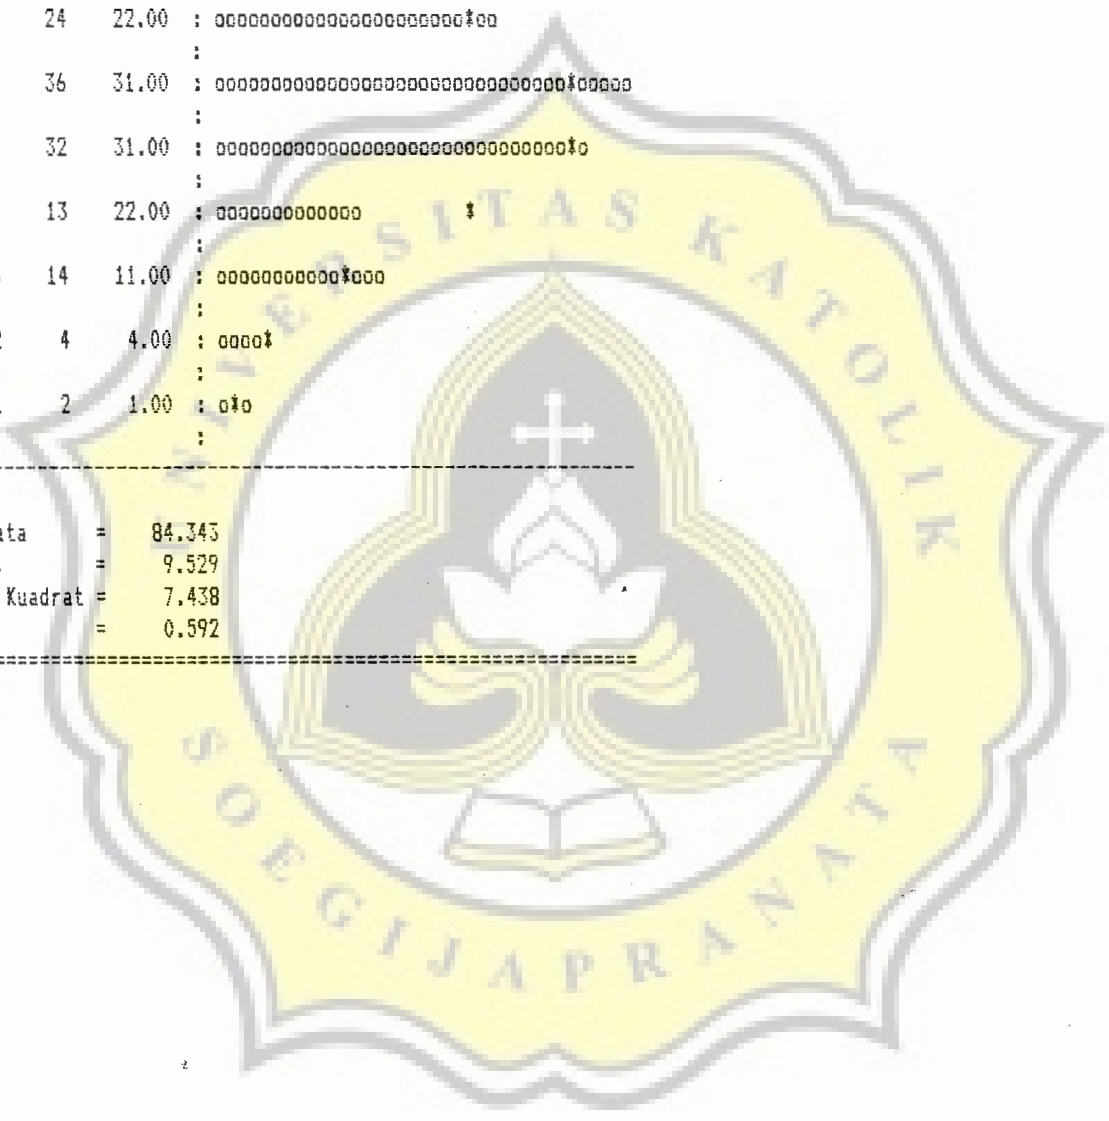 24 22.00 : oooooooooooooooooooooo*oo
:
36 31.00 : ooooooooooooooooooooooooooooooo*ooooo
:
32 31.00 : ooooooooooooooooooooooooooooooo*o
:
13 22.00 : ooooooooooooo *
:
14 11.00 : ooooooooooo*ooo
:
4 4.00 : oooo*
:
2 1.00 : o*o
:
--------------------------------------------------
ata = 84.343
= 9.529
Kuadrat = 7.438
= 0.592
==================================================
UNIVERSITAS KATOLIK
SOEGIJAPRANATA